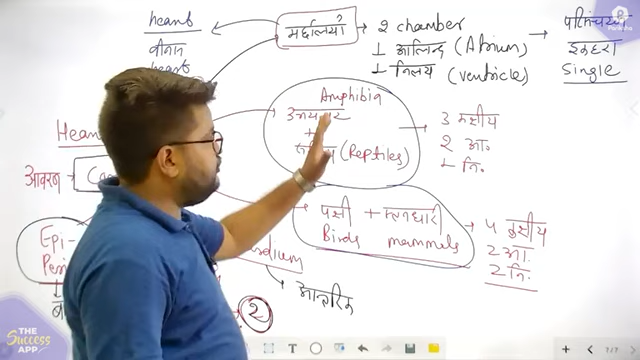 heart
मछलियां
2 chamber
1 आलिन्द (Atrium)
1 निलय (ventricle)
परिसंचरण
इकहरा
single
heart
Amphibia
+
(Reptiles)
3 कक्षीय
2 आ.
1 नि.
आवरण
पक्षी + स्तनधारी
Birds mammals
4 कक्षीय
2 आ.
2 नि.
Epi-
Peri
dium
आन्तरिक
2
THE
Success
APP
7/7